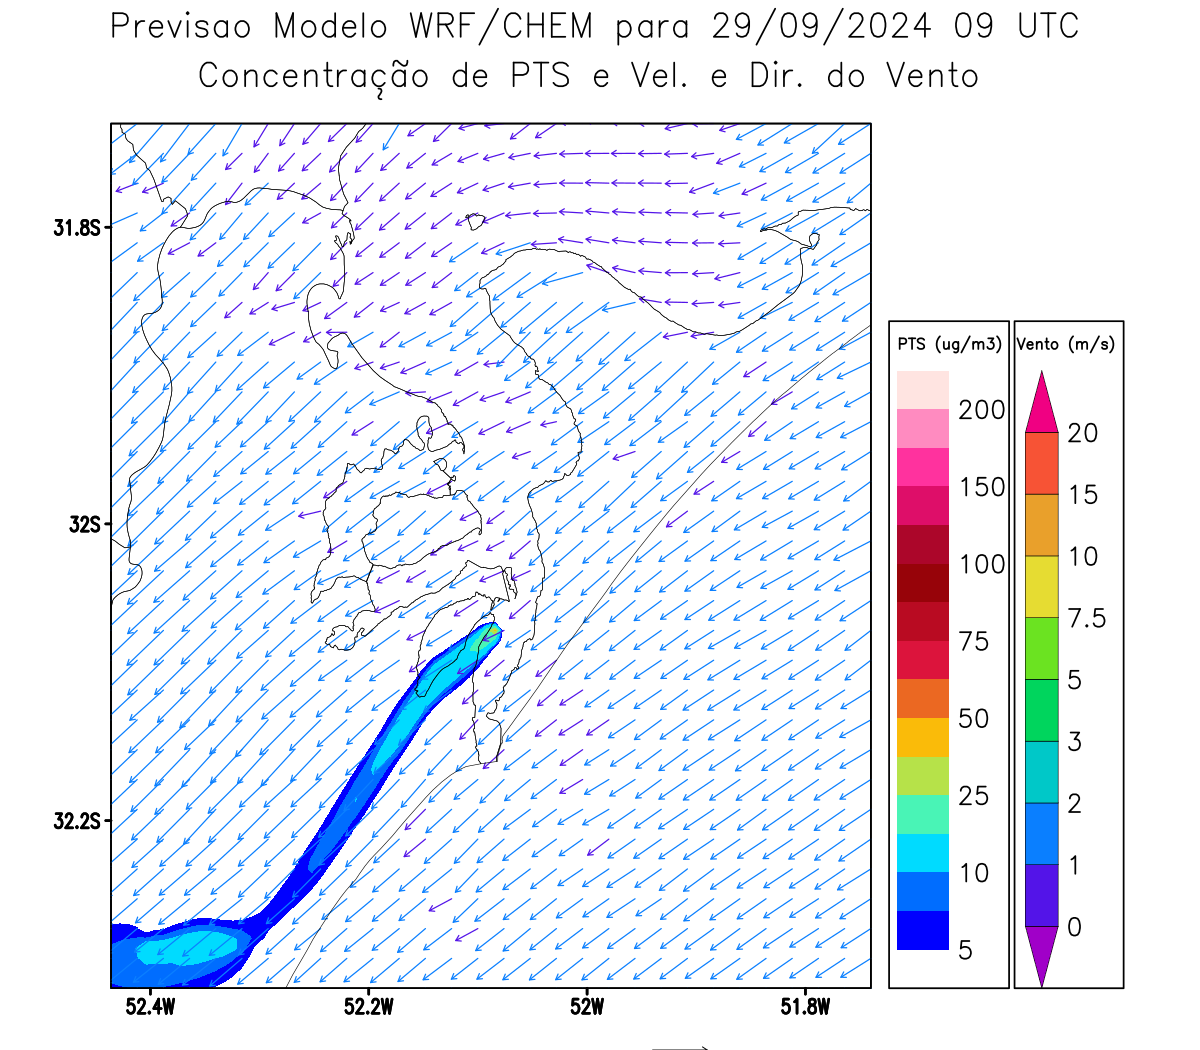 Previsao Modelo WRF/CHEM para 29/09/2024 09 UTC
Concentração de PTS e Vel. e Dir. do Vento
31.8S
32S
32.2S
52.4W
52.2W
52W
51.8W
PTS (ug/m3)
200
150
100
75
50
25
10
5
Vento (m/s)
20
15
10
7.5
5
3
2
1
0